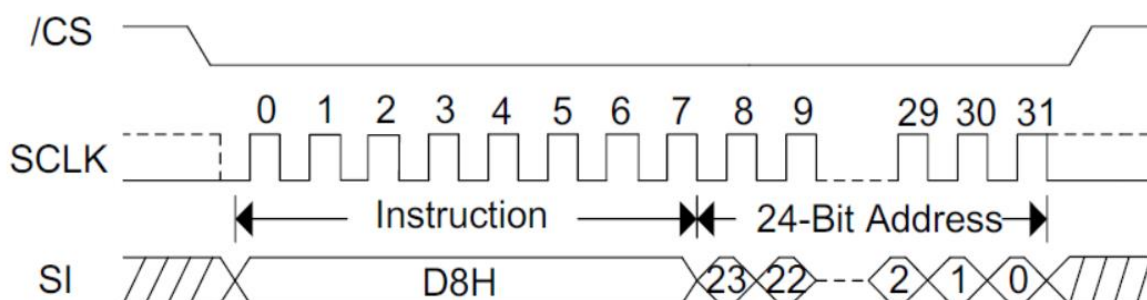 /CS
0 1 2 3 4 5 6 7 8 9 29 30 31
SCLK
Instruction 24-Bit Address
SI D8H 23 22 2 1 0